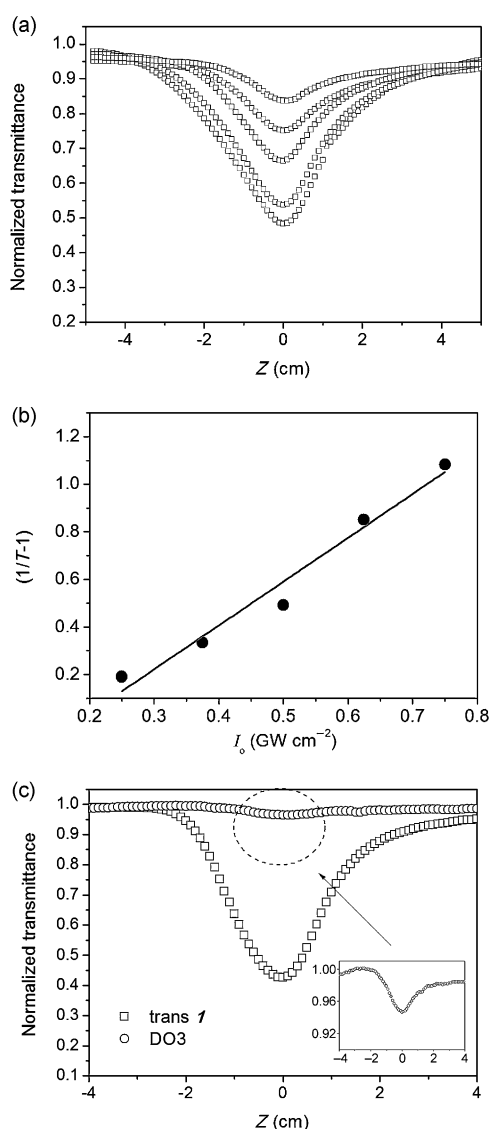 (a)
1.0
0.9
0.8
0.7
0.6
0.5
0.4
0.3
0.2
Normalized transmittance
-4 -2 0 2 4
Z (cm)
(b)
1.2
1.0
0.8
0.6
0.4
0.2
(1/T-1)
0.2 0.3 0.4 0.5 0.6 0.7 0.8
Io (GW cm−2)
(c)
1.0
0.9
0.8
0.7
0.6
0.5
0.4
0.3
0.2
0.1
Normalized transmittance
trans 1
DO3
1.00
0.96
0.92
−4 −2 0 2 4
−4 −2 0 2 4
Z (cm)